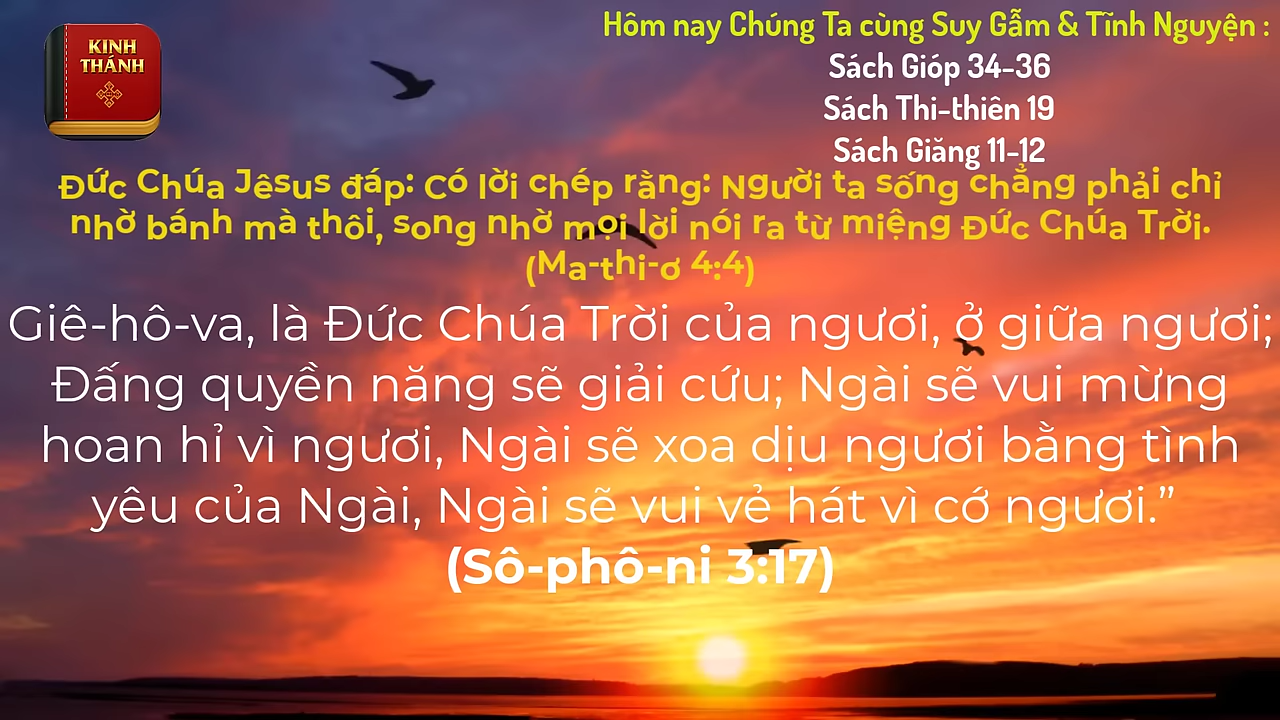 KINH
THÁNH
Hôm nay Chúng Ta cùng Suy Gẫm & Tĩnh Nguyện :
Sách Gióp 34-36
Sách Thi-thiên 19
Sách Giăng 11-12
Đức Chúa Jêsus đáp: Có lời chép rằng: Người ta sống chẳng phải chỉ
nhờ bánh mà thôi, song nhờ mọi lời nói ra từ miệng Đức Chúa Trời.
(Ma-thi-ơ 4:4)
Giê-hô-va, là Đức Chúa Trời của ngươi, ở giữa ngươi;
Đấng quyền năng sẽ giải cứu; Ngài sẽ vui mừng
hoan hỉ vì ngươi, Ngài sẽ xoa dịu ngươi bằng tình
yêu của Ngài, Ngài sẽ vui vẻ hát vì cớ ngươi.”
(Sô-phô-ni 3:17)